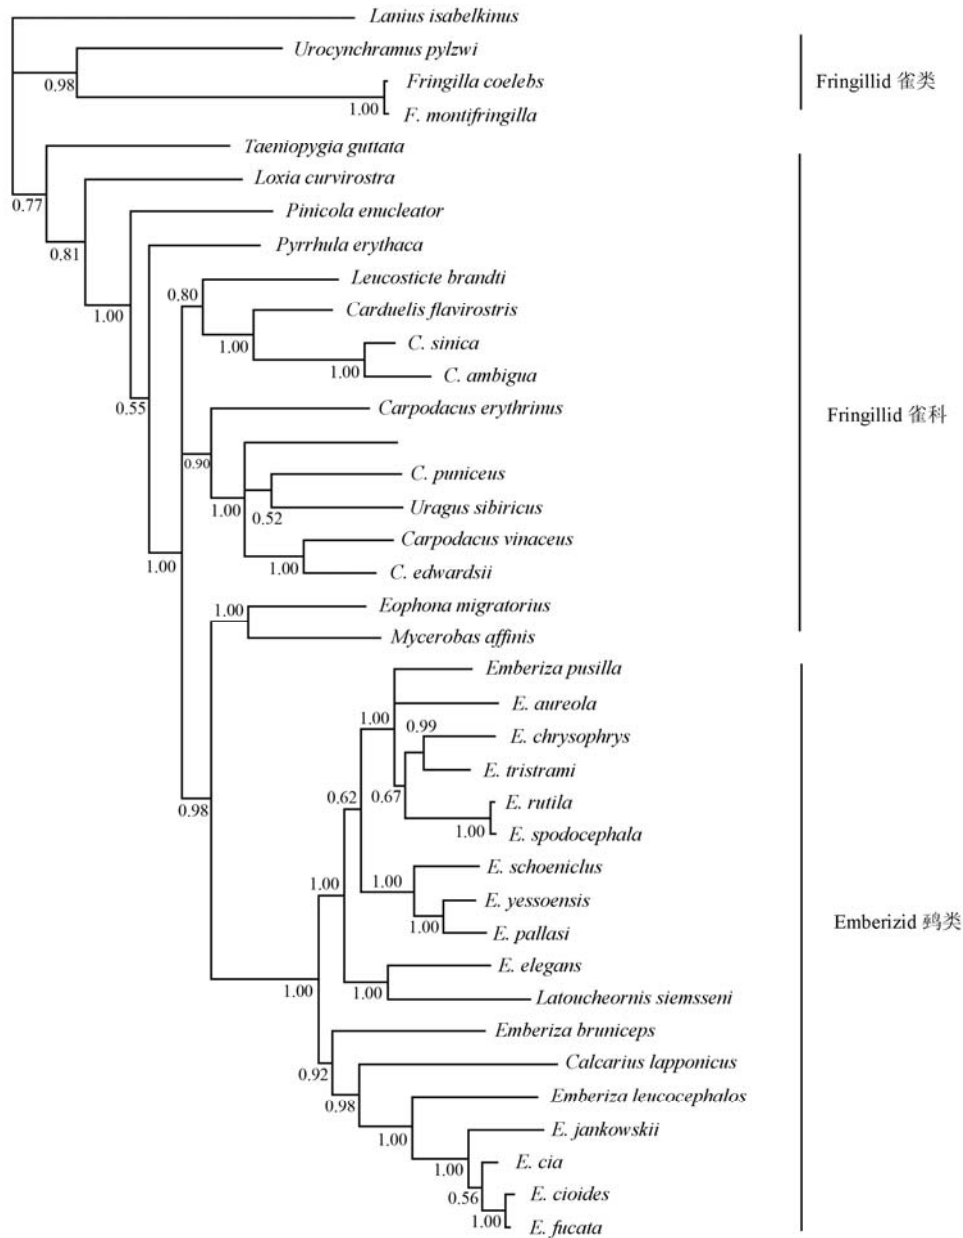 Lanius isabelkinus
Urocynchramus pylzwi
0.98
Fringilla coelebs
Fringillid 雀类
1.00
F. montifringilla
Taeniopygia guttata
Loxia curvirostra
0.77
Pinicola enucleator
0.81
Pyrrhula erythaca
Leucosticte brandti
0.80
Carduelis flavirostris
1.00
C. sinica
1.00
1.00
C. ambigua
0.55
Carpodacus erythrinus
Fringillid 雀科
0.90
C. puniceus
1.00
Uragus sibiricus
0.52
Carpodacus vinaceus
1.00
1.00
C. edwardsii
1.00
Eophona migratorius
Mycerobas affinis
Emberiza pusilla
E. aureola
1.00
0.99
E. chrysophrys
E. tristrami
0.62
0.67
E. rutila
0.98
1.00
E. spodocephala
E. schoeniclus
1.00
1.00
E. yessoensis
1.00
E. pallasi
Emberizid 鹀类
E. elegans
1.00
1.00
Latoucheornis siemsseni
Emberiza bruniceps
Calcarius lapponicus
0.92
Emberiza leucocephalos
0.98
E. jankowskii
1.00
E. cia
1.00
E. cioides
0.56
1.00
E. fucata